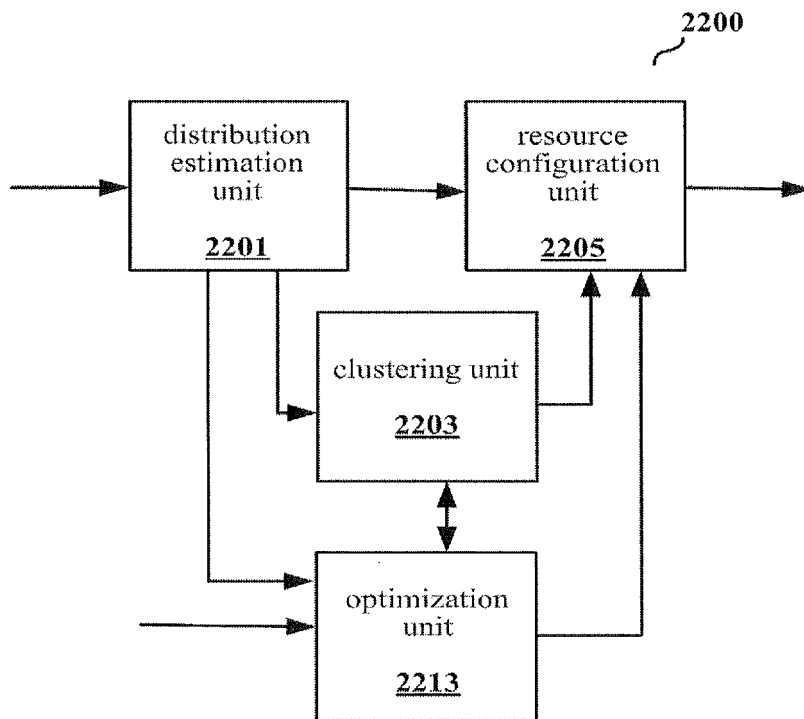 2200
distribution
estimation
unit
2201
resource
configuration
unit
2205
clustering unit
2203
optimization
unit
2213